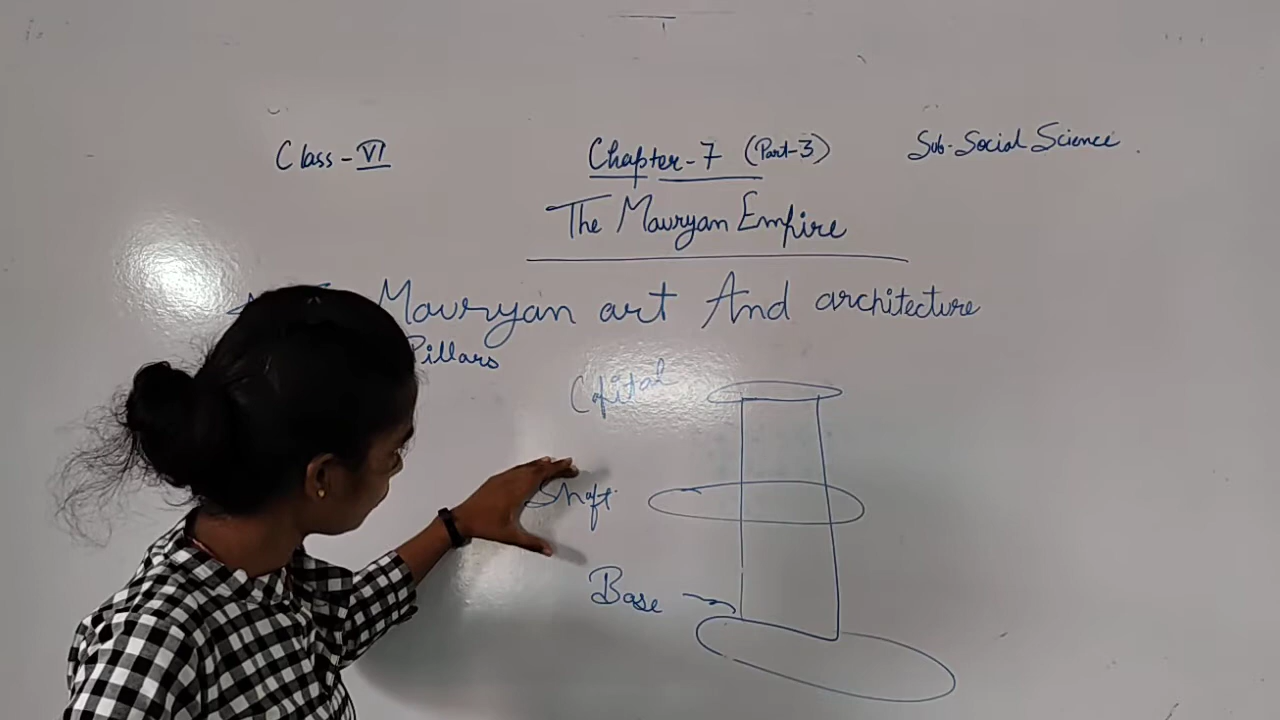 Class - VI
Chapter - 7 (Part-3)
Sub - Social Science
The Mauryan Empire
Mauryan art And architecture
Pillars
Capital
Shaft
Base